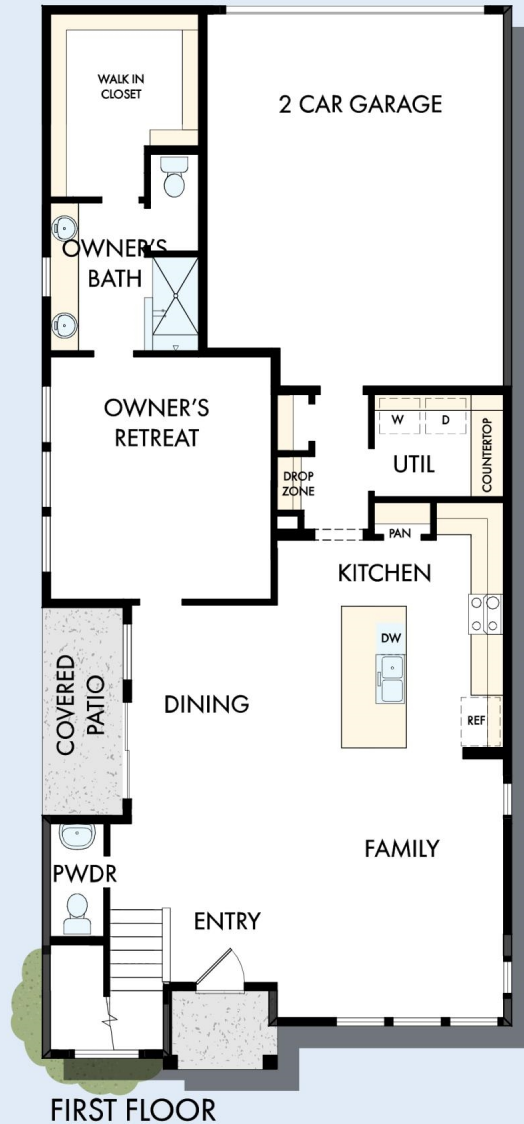 WALK IN
CLOSET
2 CAR GARAGE
OWNER'S
BATH
OWNER'S
RETREAT
W
D
UTIL
COUNTERTOP
DROP
ZONE
PAN
KITCHEN
DW
COVERED
PATIO
DINING
REF
FAMILY
PWDR
ENTRY
FIRST FLOOR